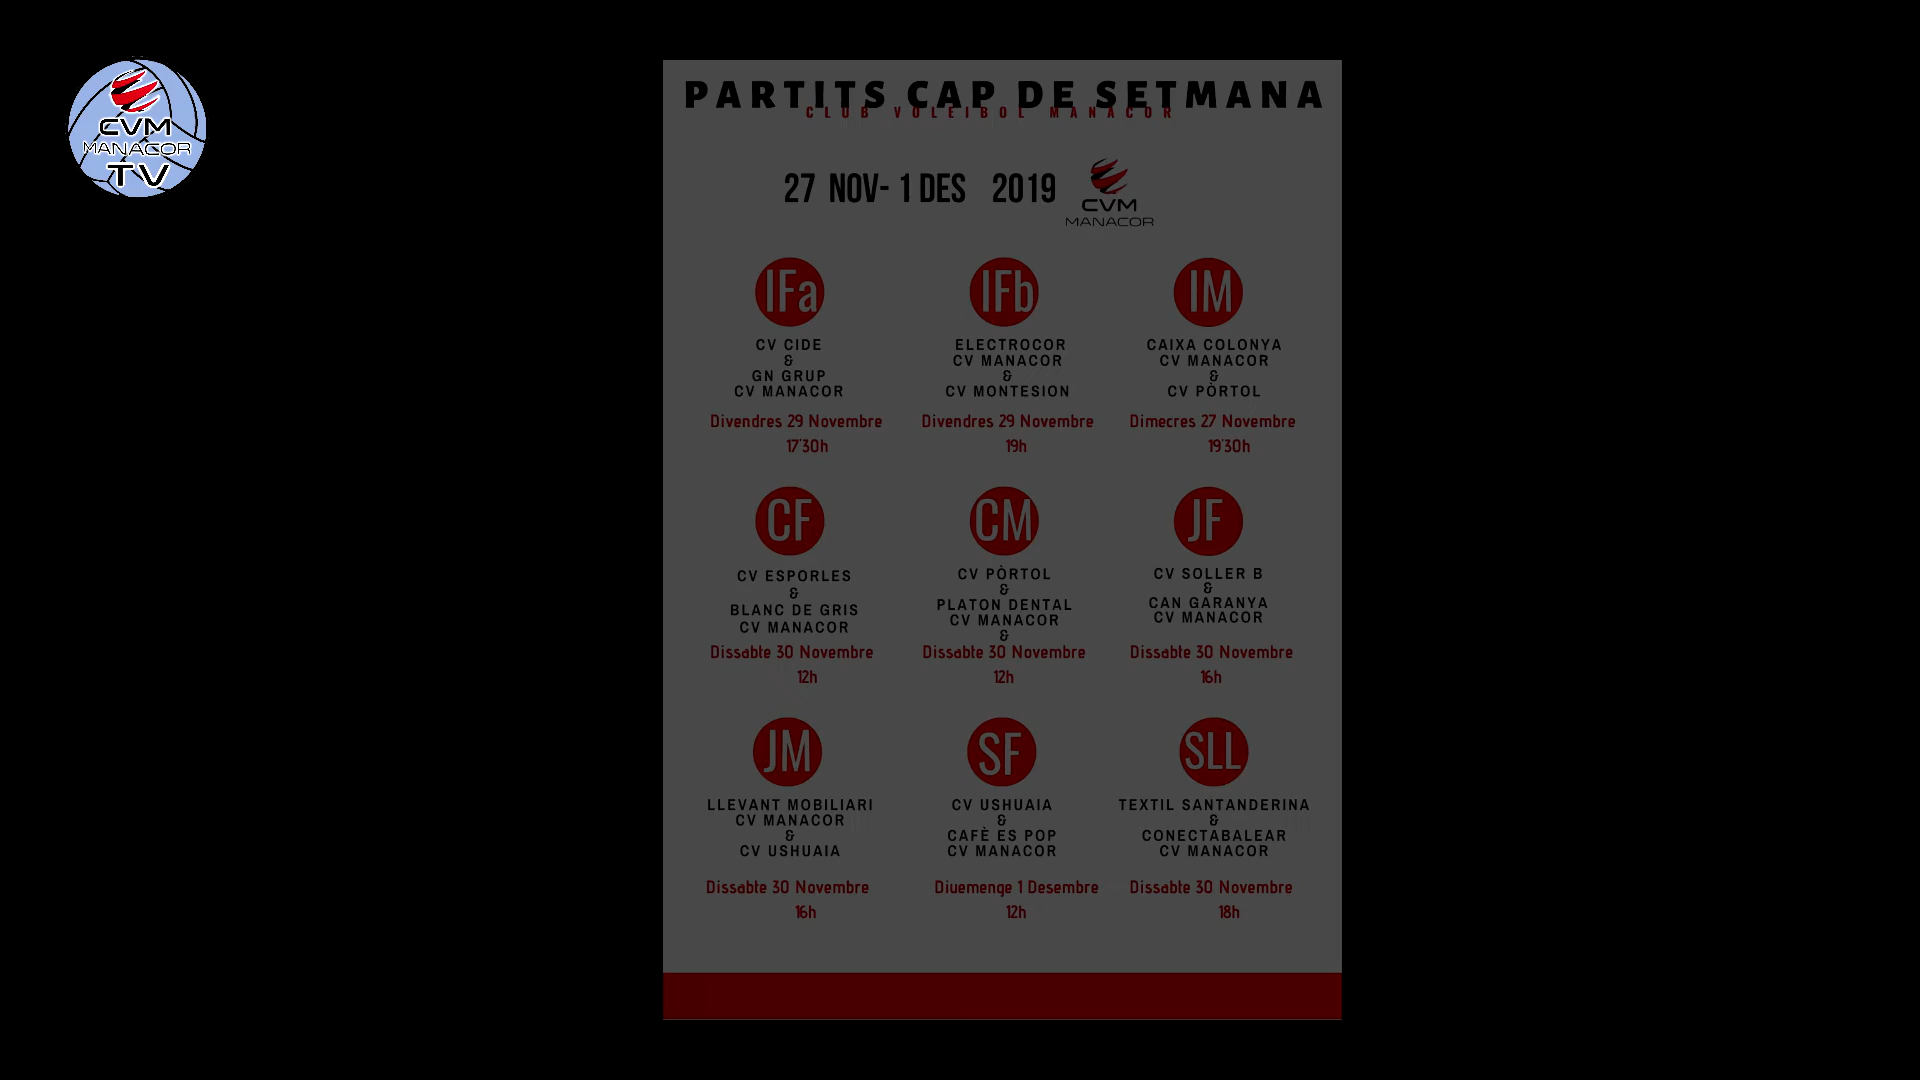 CVM
MANACOR
TV
PARTITS CAP DE SETMANA
CLUB VOLEIBOL MANACOR
27 NOV- 1 DES 2019
CVM
MANACOR
IFa
CV CIDE
&
GN GRUP
CV MANACOR
Divendres 29 Novembre
17'30h
IFb
ELECTROCOR
CV MANACOR
&
CV MONTESION
Divendres 29 Novembre
19h
IM
CAIXA COLONYA
CV MANACOR
&
CV PÒRTOL
Dimecres 27 Novembre
19'30h
CF
CV ESPORLES
&
BLANC DE GRIS
CV MANACOR
Dissabte 30 Novembre
12h
CM
CV PÒRTOL
&
PLATON DENTAL
CV MANACOR
&
Dissabte 30 Novembre
12h
JF
CV SOLLER B
&
CAN GARANYA
CV MANACOR
Dissabte 30 Novembre
16h
JM
LLEVANT MOBILIARI
CV MANACOR
&
CV USHUAIA
Dissabte 30 Novembre
16h
SF
CV USHUAIA
&
CAFÈ ES POP
CV MANACOR
Diuemenge 1 Desembre
12h
SLL
TEXTIL SANTANDERINA
&
CONECTABALEAR
CV MANACOR
Dissabte 30 Novembre
18h